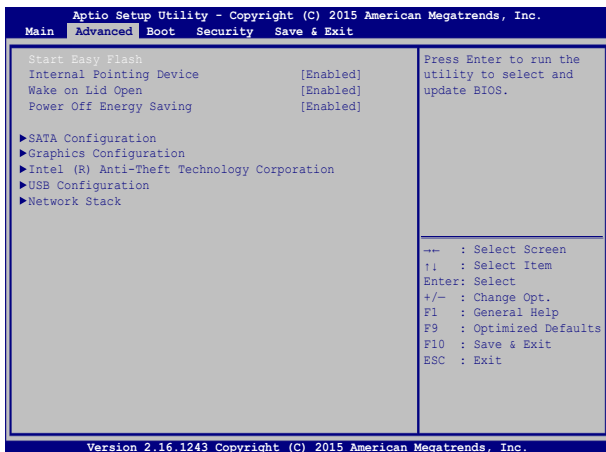 Aptio Setup Utility - Copyright (C) 2015 American Megatrends, Inc.
Main Advanced Boot Security Save & Exit
Start Easy Flash
Internal Pointing Device [Enabled]
Wake on Lid Open [Enabled]
Power Off Energy Saving [Enabled]
▶SATA Configuration
▶Graphics Configuration
▶Intel (R) Anti-Theft Technology Corporation
▶USB Configuration
▶Network Stack
Press Enter to run the
utility to select and
update BIOS.
→← : Select Screen
↑↓ : Select Item
Enter: Select
+/— : Change Opt.
F1 : General Help
F9 : Optimized Defaults
F10 : Save & Exit
ESC : Exit
Version 2.16.1243 Copyright (C) 2015 American Megatrends, Inc.